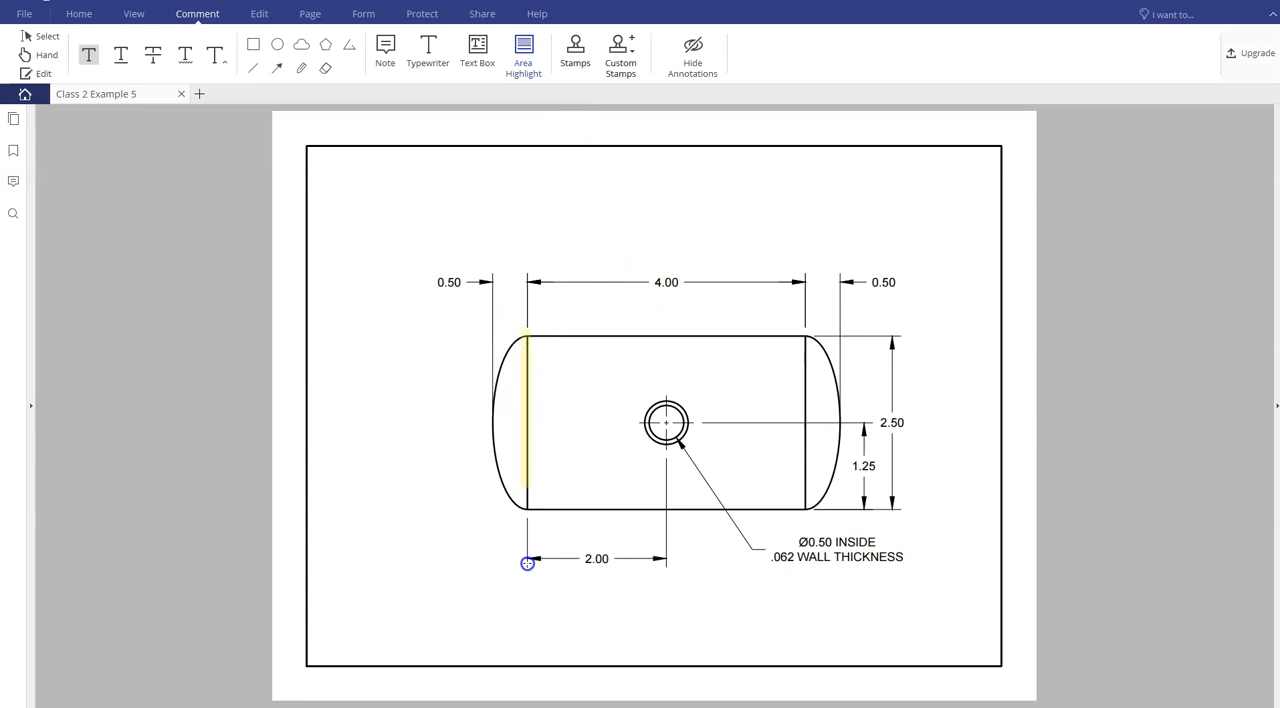 File Home View Comment Edit Page Form Protect Share Help I want to...
Select
Hand
Edit
Note Typewriter Text Box Area Highlight Stamps Custom Stamps Hide Annotations
Upgrade
Class 2 Example 5
0.50 4.00 0.50
2.50
1.25
Ø0.50 INSIDE
.062 WALL THICKNESS
2.00